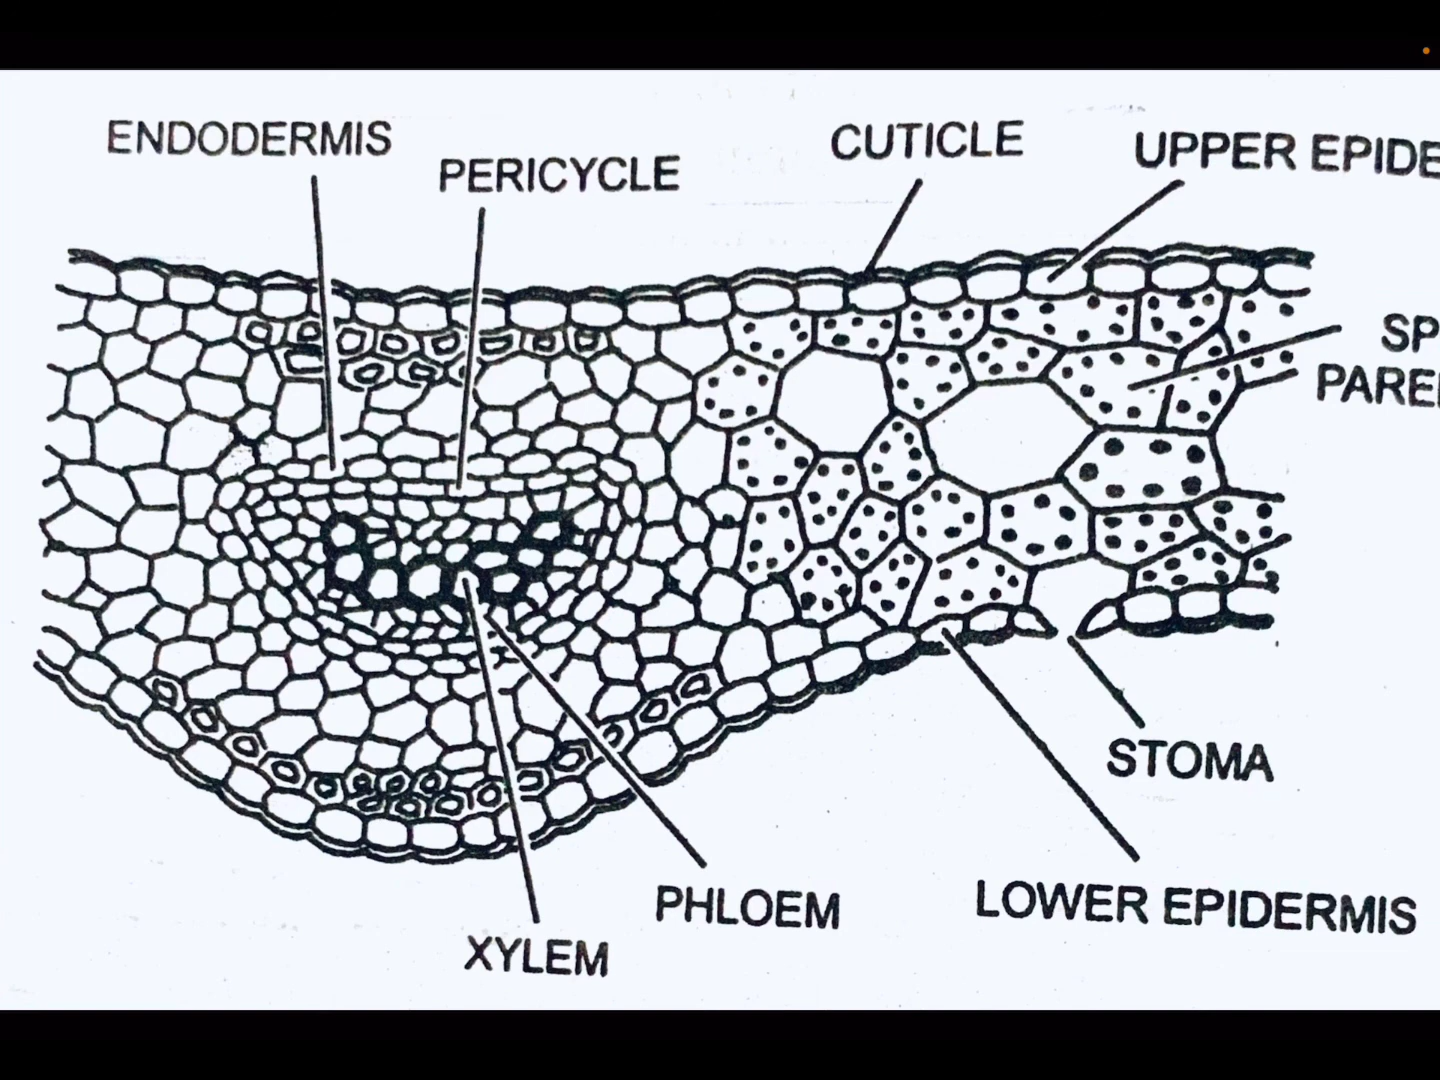 ENDODERMIS
PERICYCLE
CUTICLE
UPPER EPIDE
SP
PARE
STOMA
PHLOEM
LOWER EPIDERMIS
XYLEM